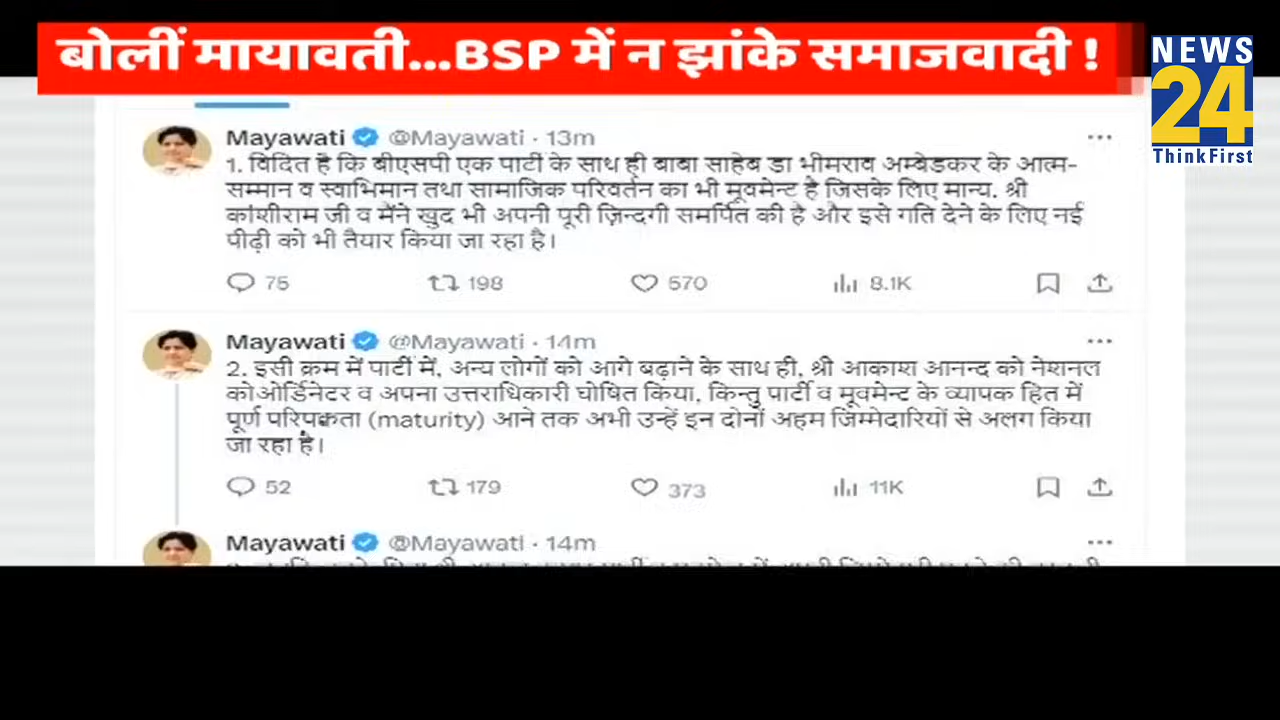 बोलीं मायावती...BSP में न झांके समाजवादी !
NEWS
24
ThinkFirst
Mayawati @Mayawati · 13m
1. विदित है कि बीएसपी एक पार्टी के साथ ही बाबा साहेब डा भीमराव अम्बेडकर के आत्म-
सम्मान व स्वाभिमान तथा सामाजिक परिवर्तन का भी मूवमेन्ट है जिसके लिए मान्य. श्री
कांशीराम जी व मैंने खुद भी अपनी पूरी ज़िन्दगी समर्पित की है और इसे गति देने के लिए नई
पीढ़ी को भी तैयार किया जा रहा है।
75 198 570 8.1K
Mayawati @Mayawati · 14m
2. इसी क्रम में पार्टी में, अन्य लोगों को आगे बढ़ाने के साथ ही, श्री आकाश आनन्द को नेशनल
कोओर्डिनेटर व अपना उत्तराधिकारी घोषित किया, किन्तु पार्टी व मूवमेन्ट के व्यापक हित में
पूर्ण परिपक्वता (maturity) आने तक अभी उन्हें इन दोनों अहम जिम्मेदारियों से अलग किया
जा रहा है।
52 179 373 11K
Mayawati @Mayawati · 14m